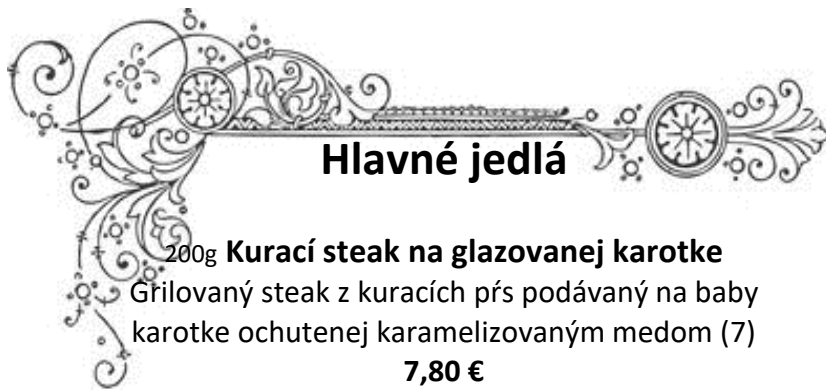 Hlavné jedlá
200g Kurací steak na glazovanej karotke
Grilovaný steak z kuracích pŕs podávaný na baby
karotke ochutenej karamelizovaným medom (7)
7,80 €